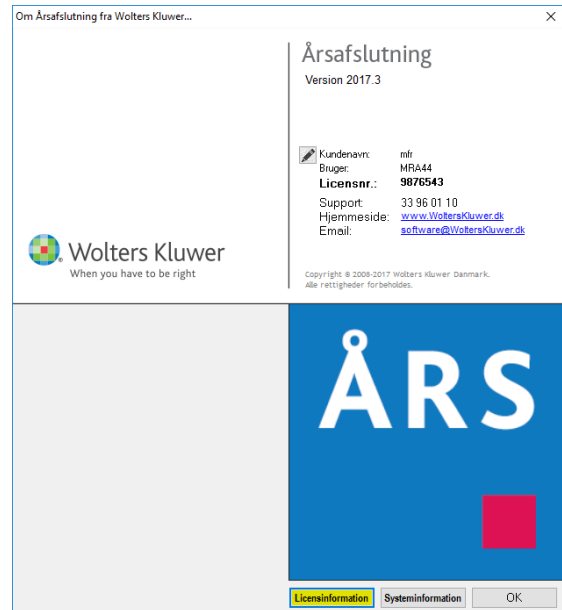 Om Årsafslutning fra Wolters Kluwer...
Årsafslutning
Version 2017.3
Kundenavn: mfr
Bruger: MRA44
Licensnr.: 9876543
Support: 33 96 01 10
Hjemmeside: www.WoltersKluwer.dk
Email: software@WoltersKluwer.dk
Wolters Kluwer
When you have to be right
Copyright © 2008-2017 Wolters Kluwer Danmark.
Alle rettigheder forbeholdes.
ÅRS
Licensinformation Systeminformation OK